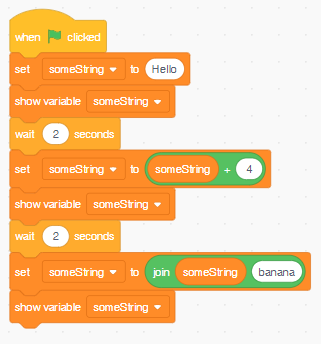 when clicked
set someString to Hello
show variable someString
wait 2 seconds
set someString to someString + 4
show variable someString
wait 2 seconds
set someString to join someString banana
show variable someString